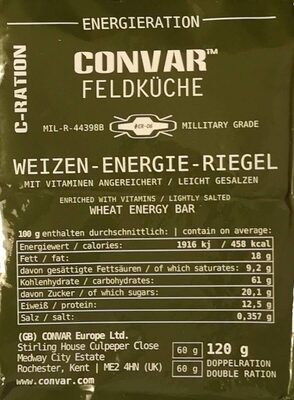 ENERGIERATION
C-RATION
CONVAR™
FELDKÜCHE
MIL-R-44398B CR-06 MILLITARY GRADE
WEIZEN-ENERGIE-RIEGEL
MIT VITAMINEN ANGEREICHERT / LEICHT GESALZEN
ENRICHED WITH VITAMINS / LIGHTLY SALTED
WHEAT ENERGY BAR
100 g enthalten durchschnittlich: | contain on average:
Energiewert / calories: 1916 kj / 458 kcal
Fett / fat: 18 g
davon gesättigte Fettsäuren / of which saturates: 9,2 g
Kohlenhydrate / carbohydrates: 61 g
davon Zucker / of which sugars: 20,1 g
Eiweiß / protein: 12,5 g
Salz / salt: 0,357 g
(GB) CONVAR Europe Ltd.
Stirling House Culpeper Close
Medway City Estate
Rochester, Kent | ME2 4HN (UK)
www.convar.com
60 g 120 g
60 g DOPPELRATION
DOUBLE RATION